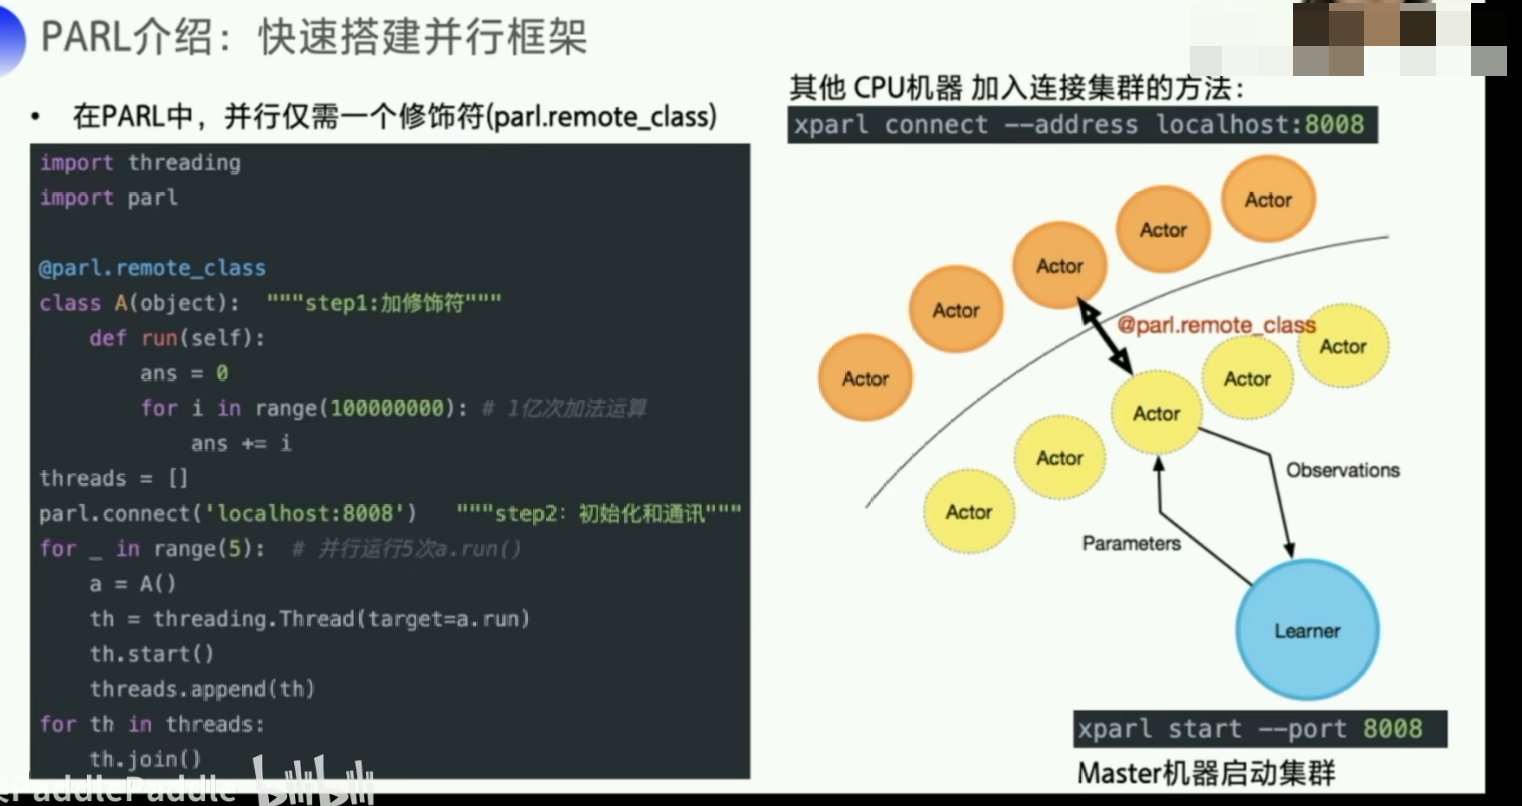 PARL介绍：快速搭建并行框架
• 在PARL中，并行仅需一个修饰符(parl.remote_class)
import threading
import parl
@parl.remote_class
class A(object): """step1:加修饰符"""
def run(self):
ans = 0
for i in range(100000000): # 1亿次加法运算
ans += i
threads = []
parl.connect('localhost:8008') """step2：初始化和通讯"""
for _ in range(5): # 并行运行5次a.run()
a = A()
th = threading.Thread(target=a.run)
th.start()
threads.append(th)
for th in threads:
th.join()
其他 CPU机器 加入连接集群的方法：
xparl connect --address localhost:8008
Actor
Actor
Actor
Actor
Actor
@parl.remote_class
Actor
Actor
Actor
Actor
Actor
Observations
Parameters
Learner
xparl start --port 8008
Master机器启动集群
PaddlePaddle bilibili